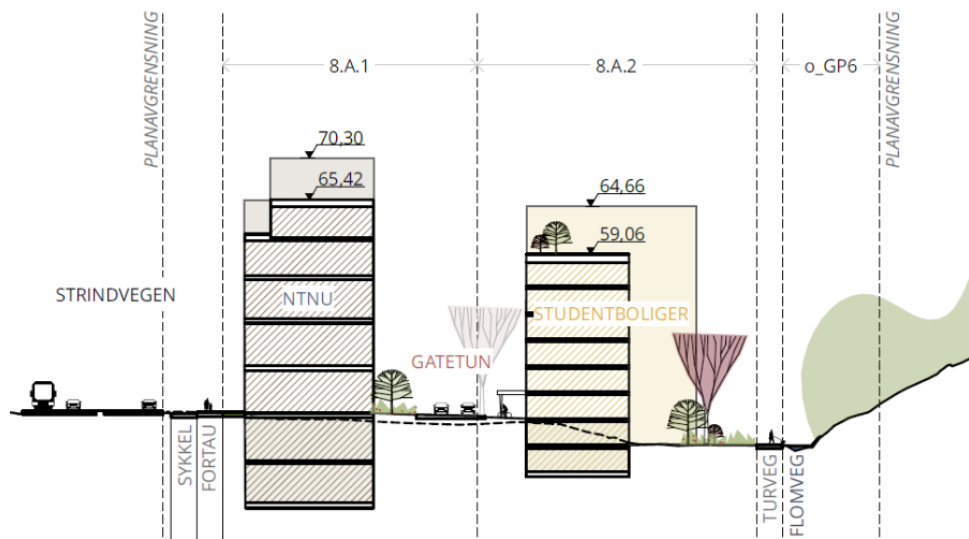 PLANAVGRENSNING
8.A.1
8.A.2
o_GP6
PLANAVGRENSNING
70,30
65,42
64,66
59,06
STRINDVEGEN
NTNU
STUDENTBOLIGER
GATETUN
SYKKEL
FORTAU
TURVEG
FLOMVEG